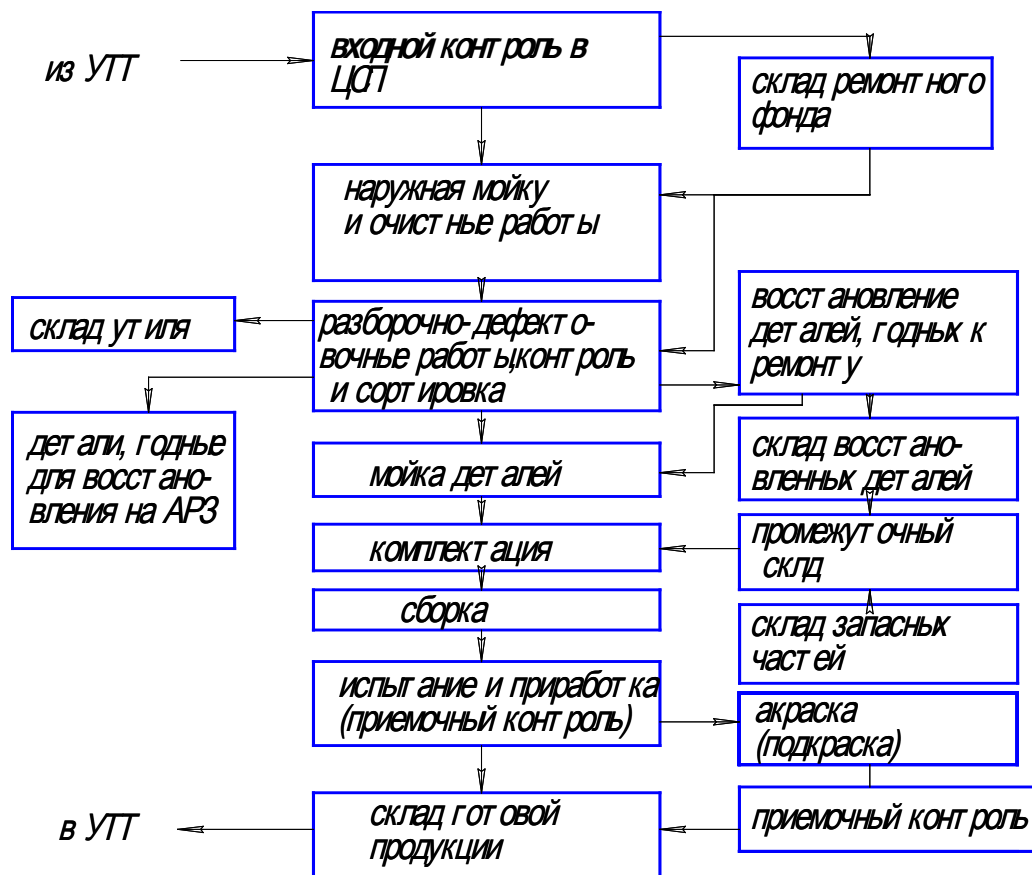 из УТТ
входной контроль в
ЦСП
склад ремонтного
фонда
наружная мойку
и очистные работы
склад утиля
разборочно-дефекто-
вочные работы,контроль
и сортировка
восстановление
деталей, годных к
ремонту
детали, годные
для восстано-
вления на АРЗ
мойка деталей
склад восстано-
вленных деталей
комплектация
промежуточный
склд
сборка
склад запасных
частей
испытание и приработка
(приемочный контроль)
акраска
(подкраска)
в УТТ
склад готовой
продукции
приемочный контроль